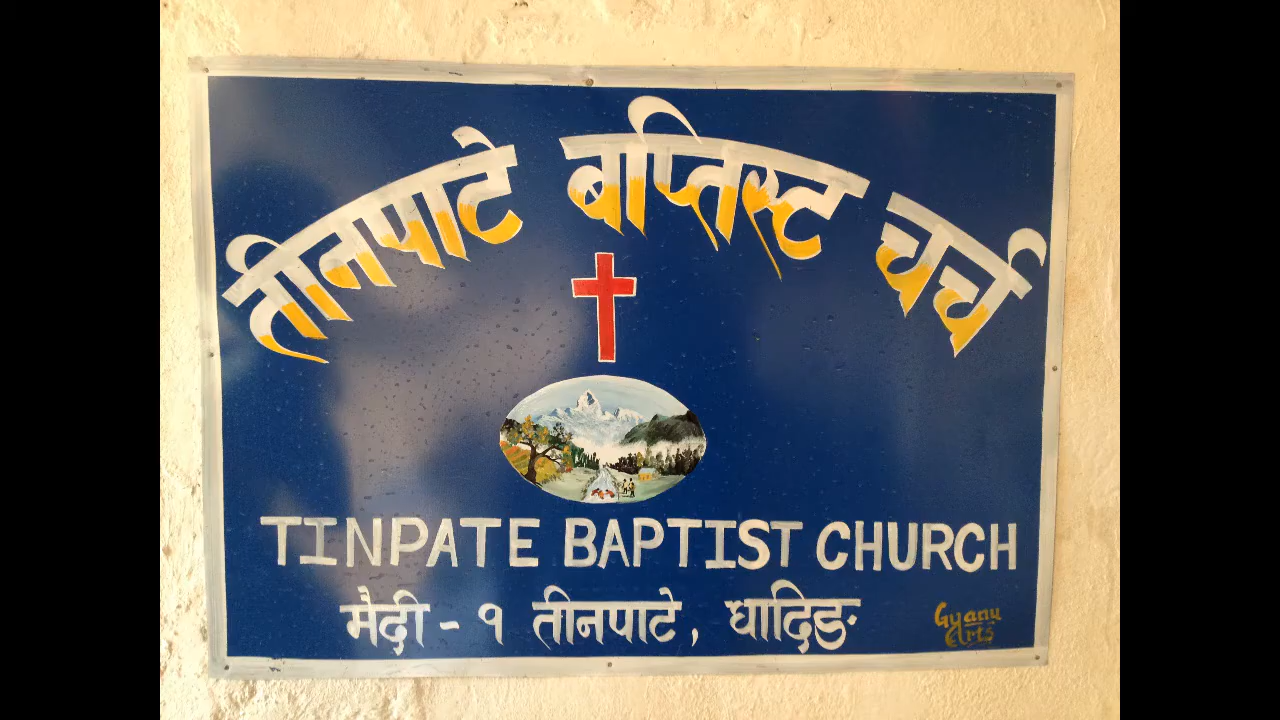 तीनपाटे बप्तिस्ट चर्च
TINPATE BAPTIST CHURCH
मैदी - १ तीनपाटे, धादिङ
Gyanu
Arts